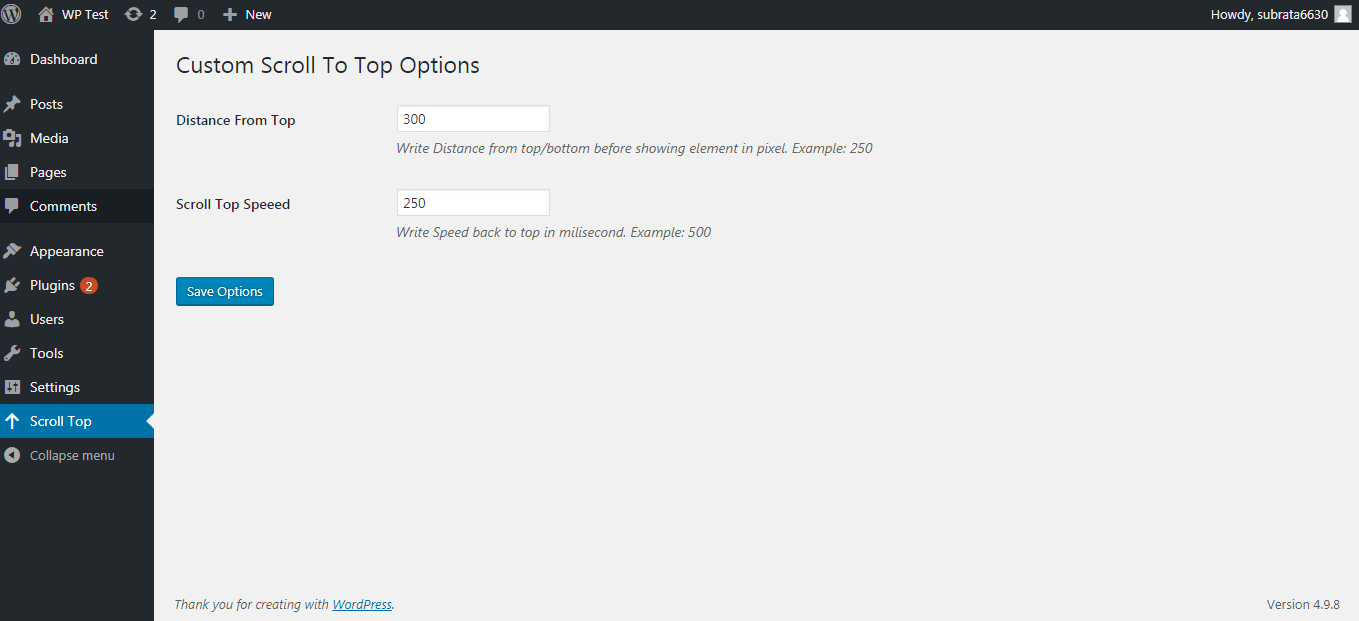 WP Test 2 0 New Howdy, subrata6630
Dashboard
Posts
Media
Pages
Comments
Appearance
Plugins 2
Users
Tools
Settings
Scroll Top
Collapse menu
Custom Scroll To Top Options
Distance From Top 300
Write Distance from top/bottom before showing element in pixel. Example: 250
Scroll Top Speeed 250
Write Speed back to top in milisecond. Example: 500
Save Options
Thank you for creating with WordPress. Version 4.9.8